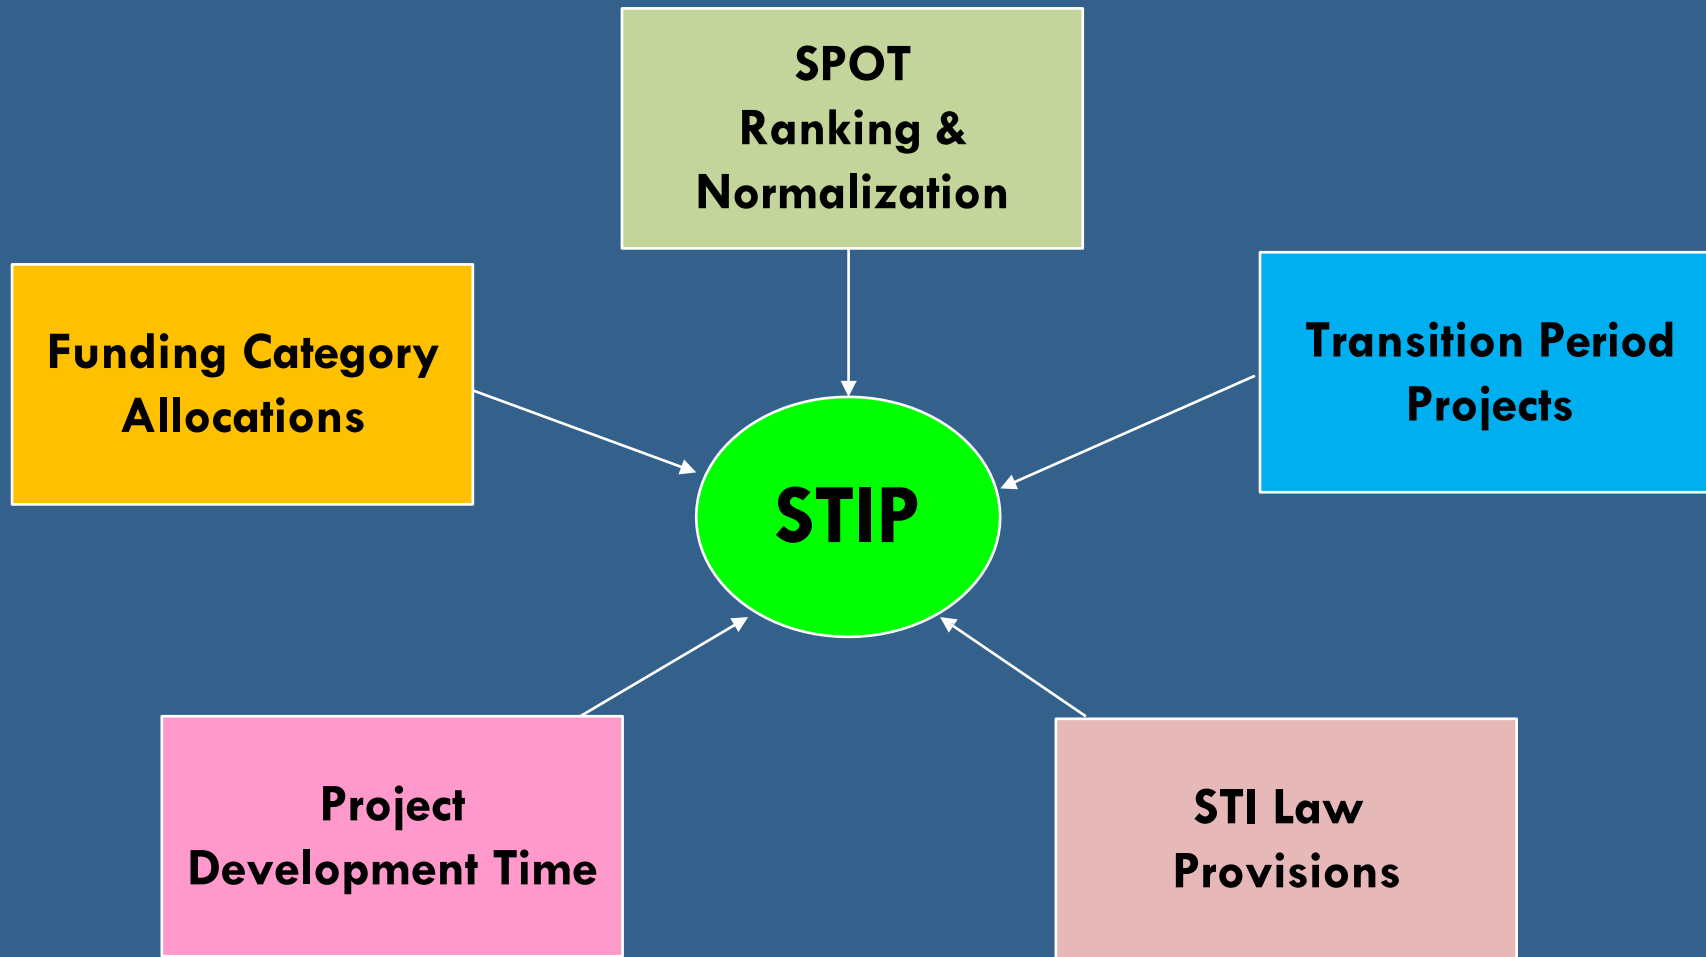 SPOT
Ranking &
Normalization
Funding Category
Allocations
Transition Period
Projects
STIP
Project
Development Time
STI Law
Provisions